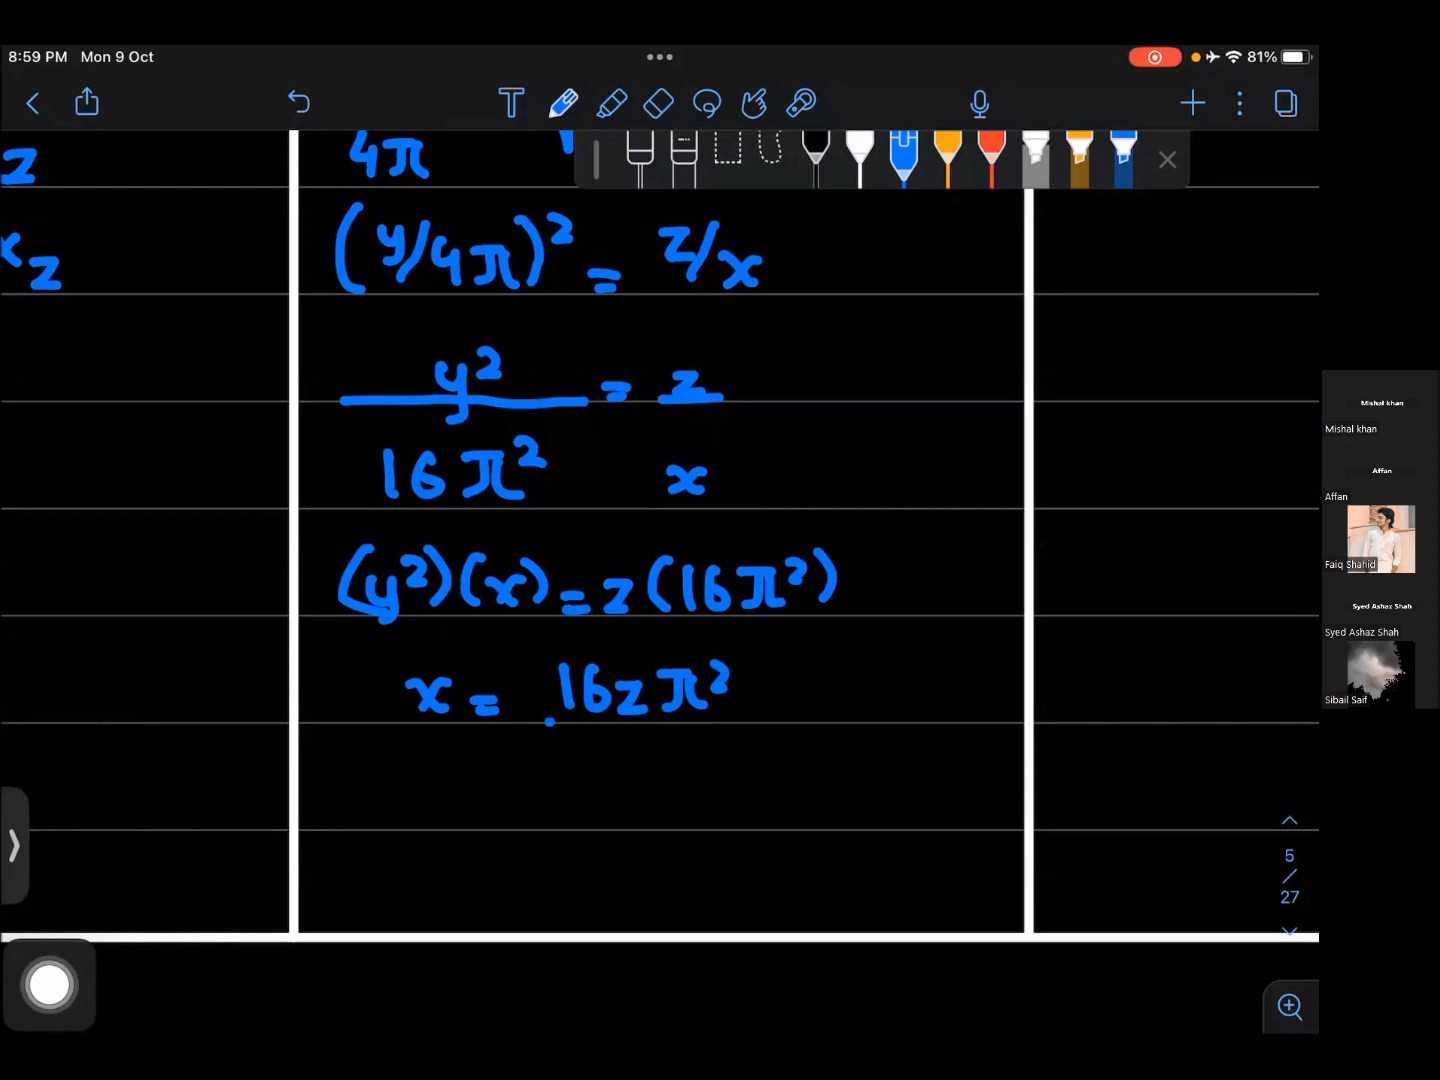 8:59 PM Mon 9 Oct
81%
z
4π
z
(y/4π)² = z/x
y² = z
16π² x
(y²)(x) = z(16π²)
x = 16zπ²
5
/
27
Mishal khan
Mishal khan
Affan
Affan
Faiq Shahid
Syed Ashaz Shah
Syed Ashaz Shah
Sibail Saif